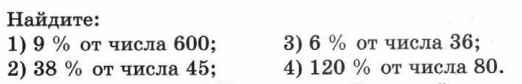 Найдите:
1) 9 % от числа 600;
3) 6 % от числа 36;
2) 38 % от числа 45;
4) 120 % от числа 80.